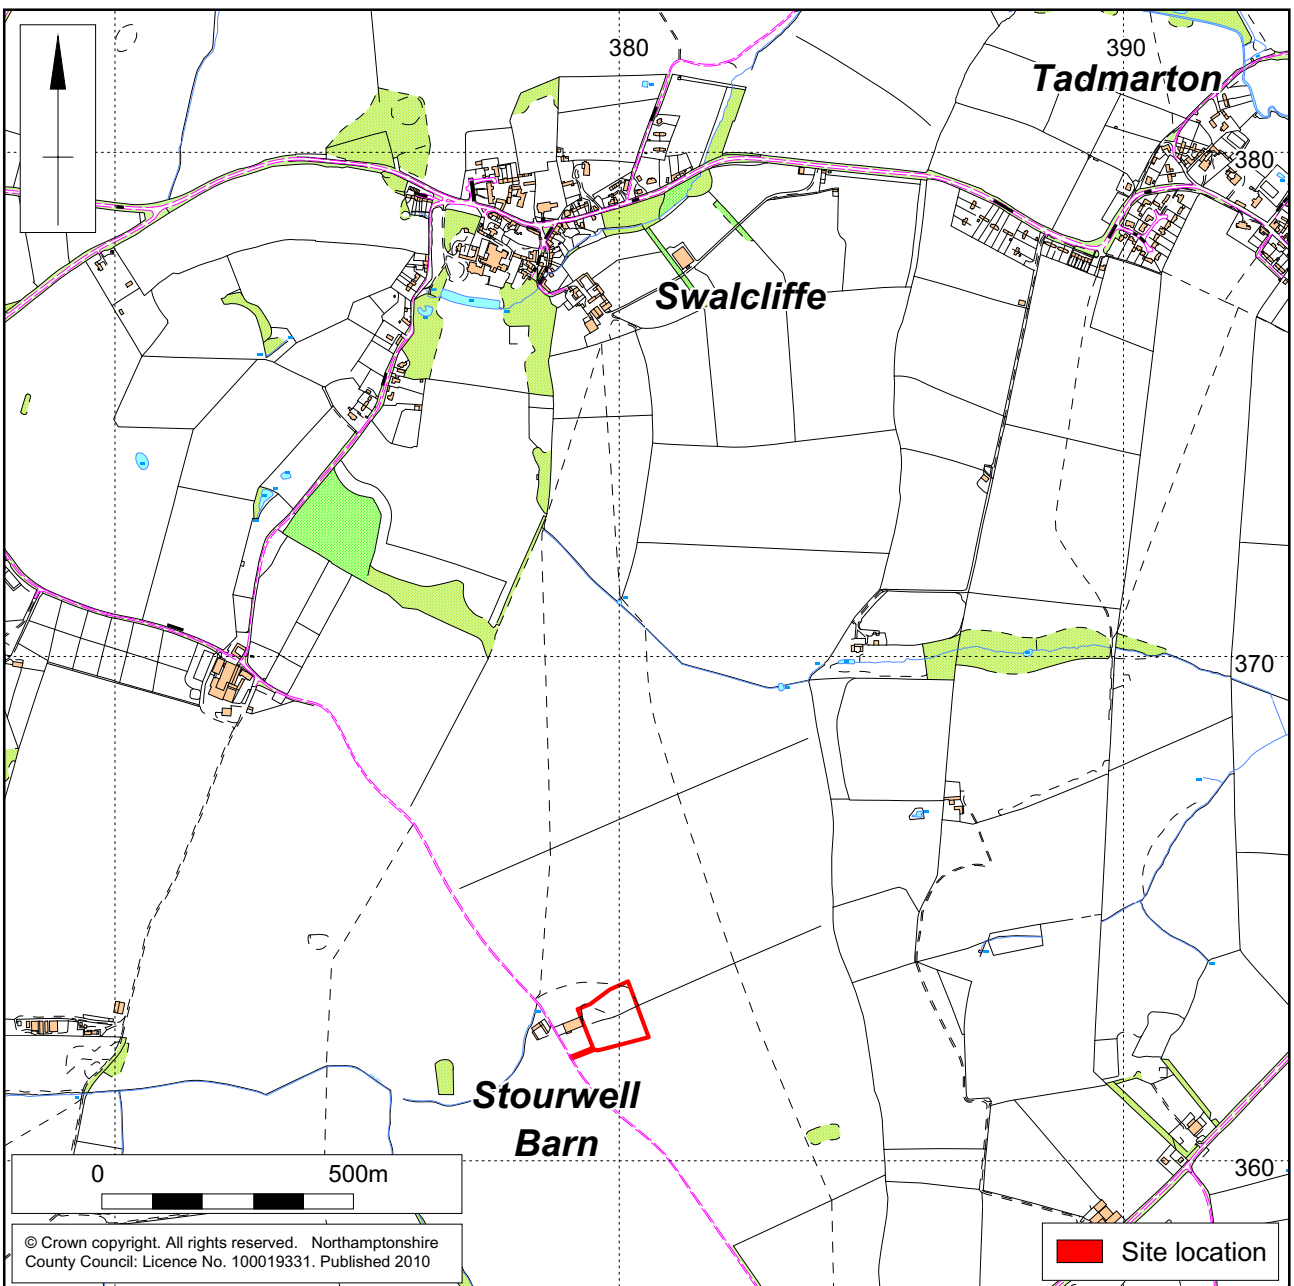 380
390
Tadmarton
380
Swalcliffe
370
Stourwell
Barn
0 500m
360
© Crown copyright. All rights reserved. Northamptonshire
County Council: Licence No. 100019331. Published 2010
Site location